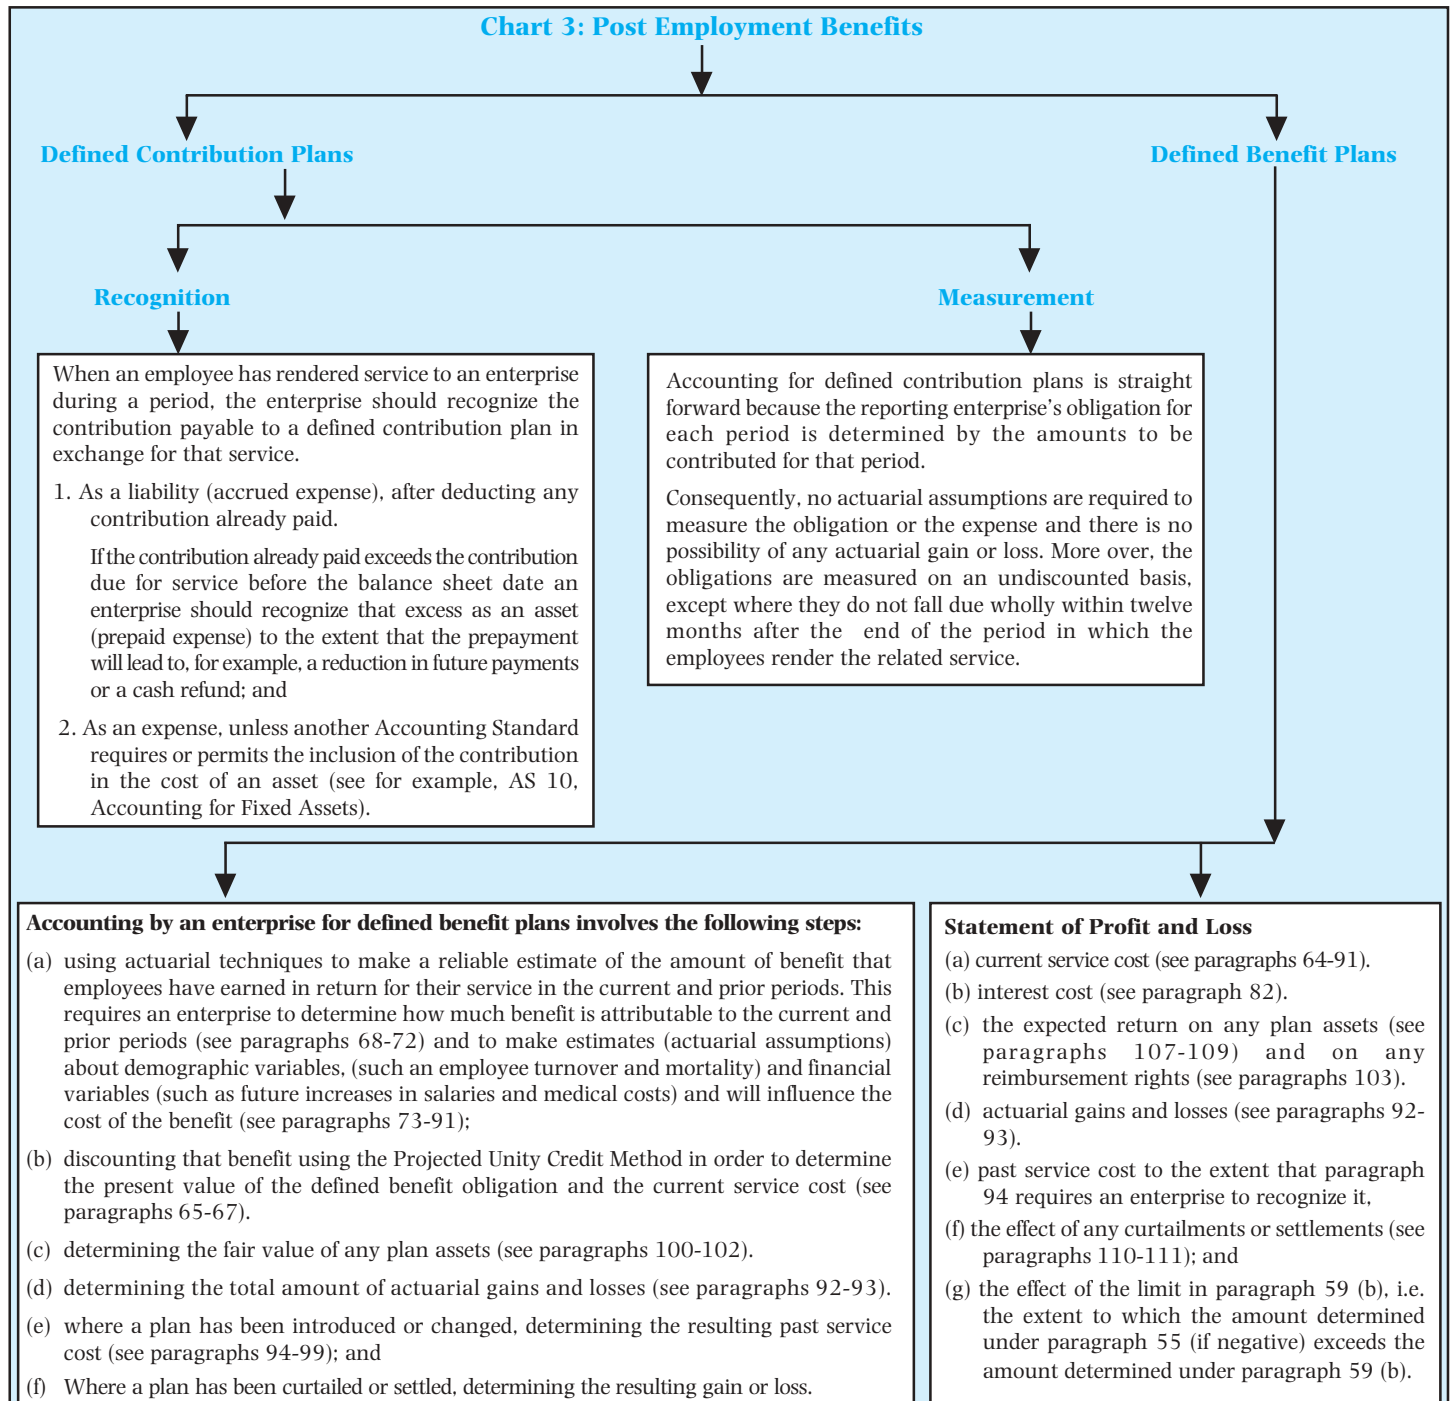 Chart 3: Post Employment Benefits
Defined Contribution Plans
Defined Benefit Plans
Recognition
Measurement
When an employee has rendered service to an enterprise
during a period, the enterprise should recognize the
contribution payable to a defined contribution plan in
exchange for that service.
1. As a liability (accrued expense), after deducting any
contribution already paid.
If the contribution already paid exceeds the contribution
due for service before the balance sheet date an
enterprise should recognize that excess as an asset
(prepaid expense) to the extent that the prepayment
will lead to, for example, a reduction in future payments
or a cash refund; and
2. As an expense, unless another Accounting Standard
requires or permits the inclusion of the contribution
in the cost of an asset (see for example, AS 10,
Accounting for Fixed Assets).
Accounting for defined contribution plans is straight
forward because the reporting enterprise's obligation for
each period is determined by the amounts to be
contributed for that period.
Consequently, no actuarial assumptions are required to
measure the obligation or the expense and there is no
possibility of any actuarial gain or loss. More over, the
obligations are measured on an undiscounted basis,
except where they do not fall due wholly within twelve
months after the end of the period in which the
employees render the related service.
Accounting by an enterprise for defined benefit plans involves the following steps:
(a) using actuarial techniques to make a reliable estimate of the amount of benefit that
employees have earned in return for their service in the current and prior periods. This
requires an enterprise to determine how much benefit is attributable to the current and
prior periods (see paragraphs 68-72) and to make estimates (actuarial assumptions)
about demographic variables, (such an employee turnover and mortality) and financial
variables (such as future increases in salaries and medical costs) and will influence the
cost of the benefit (see paragraphs 73-91);
(b) discounting that benefit using the Projected Unity Credit Method in order to determine
the present value of the defined benefit obligation and the current service cost (see
paragraphs 65-67).
(c) determining the fair value of any plan assets (see paragraphs 100-102).
(d) determining the total amount of actuarial gains and losses (see paragraphs 92-93).
(e) where a plan has been introduced or changed, determining the resulting past service
cost (see paragraphs 94-99); and
(f) Where a plan has been curtailed or settled, determining the resulting gain or loss.
Statement of Profit and Loss
(a) current service cost (see paragraphs 64-91).
(b) interest cost (see paragraph 82).
(c) the expected return on any plan assets (see
paragraphs 107-109) and on any
reimbursement rights (see paragraphs 103).
(d) actuarial gains and losses (see paragraphs 92-
93).
(e) past service cost to the extent that paragraph
94 requires an enterprise to recognize it,
(f) the effect of any curtailments or settlements (see
paragraphs 110-111); and
(g) the effect of the limit in paragraph 59 (b), i.e.
the extent to which the amount determined
under paragraph 55 (if negative) exceeds the
amount determined under paragraph 59 (b).